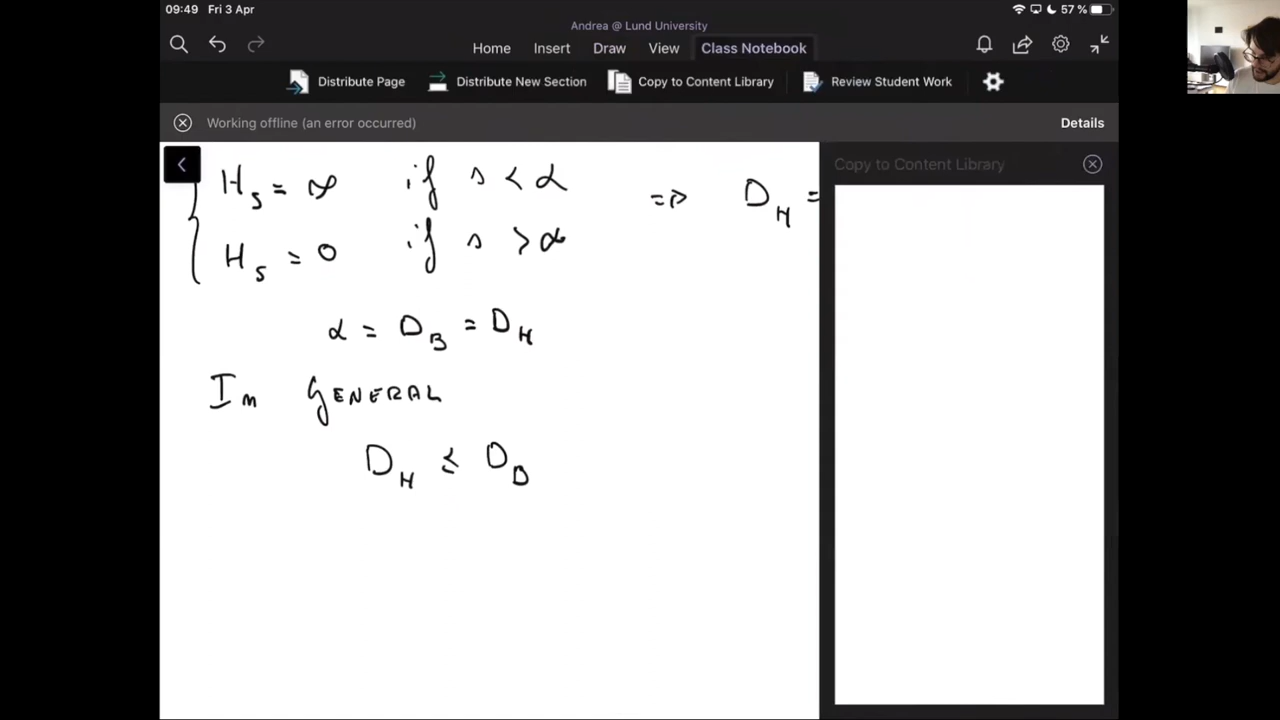 09:49 Fri 3 Apr
57 %
Andrea @ Lund University
Home Insert Draw View Class Notebook
Distribute Page Distribute New Section Copy to Content Library Review Student Work
Working offline (an error occurred) Details
Copy to Content Library
H_s = ∞ if s < α => D_H =
H_s = 0 if s > α
α = D_B = D_H
In GENERAL
D_H ≤ D_D